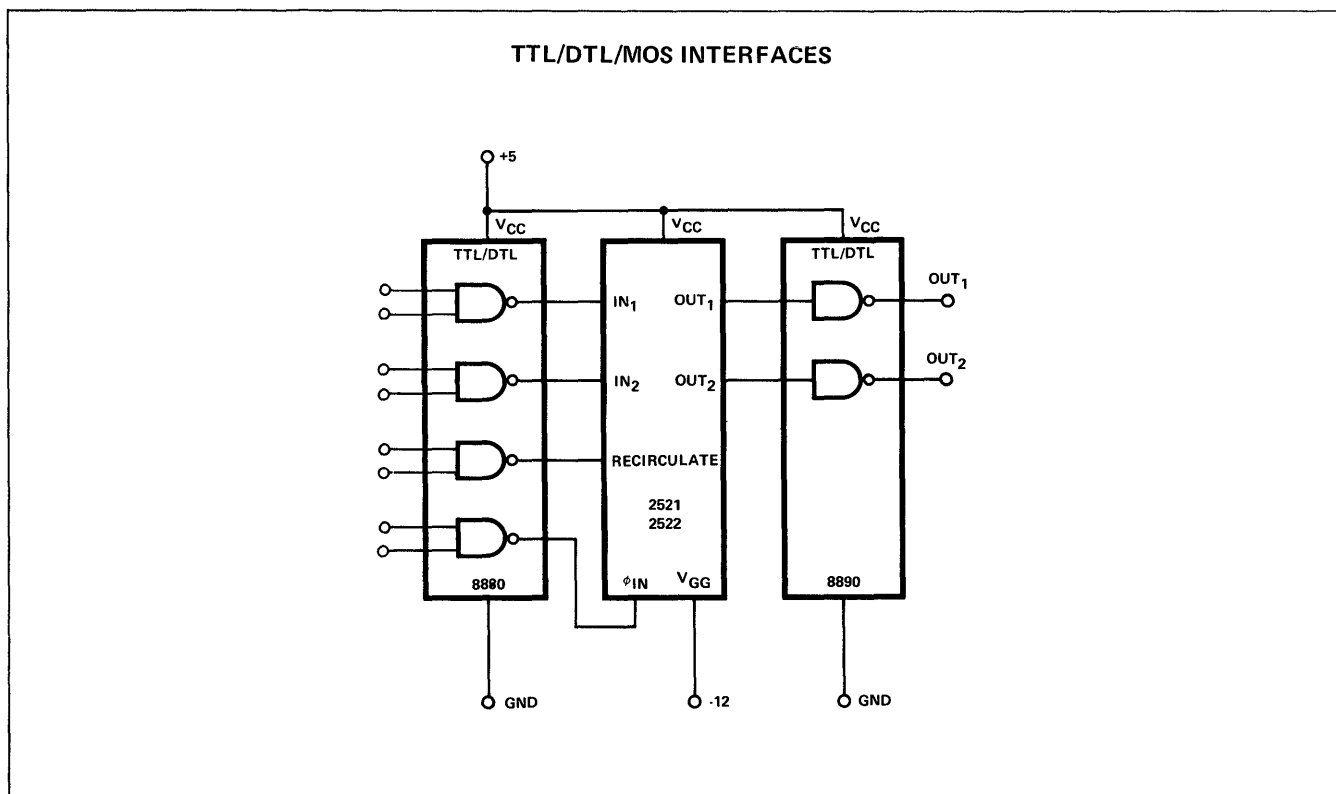 TTL/DTL/MOS INTERFACES
+5
VCC VCC VCC
TTL/DTL TTL/DTL
IN1 OUT1 OUT1
IN2 OUT2 OUT2
RECIRCULATE
2521
2522
8880 ϕIN VGG 8890
GND -12 GND